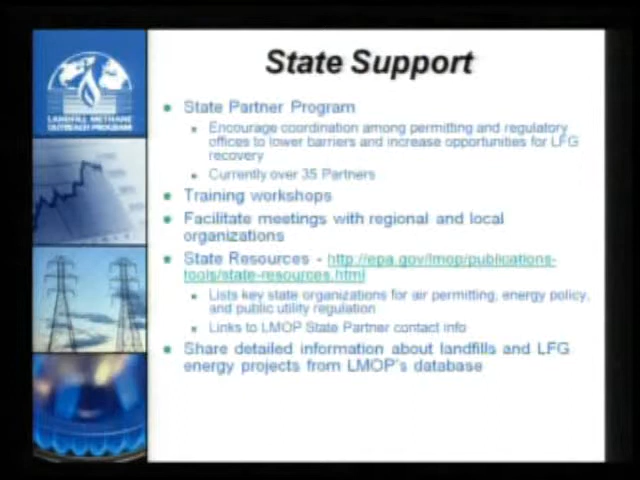 State Support
LANDFILL METHANE
OUTREACH PROGRAM
State Partner Program
Encourage coordination among permitting and regulatory
offices to lower barriers and increase opportunities for LFG
recovery
Currently over 35 Partners
Training workshops
Facilitate meetings with regional and local
organizations
State Resources - http://epa.gov/lmop/publications-
tools/state-resources.html
Lists key state organizations for air permitting, energy policy,
and public utility regulation
Links to LMOP State Partner contact info
Share detailed information about landfills and LFG
energy projects from LMOP's database